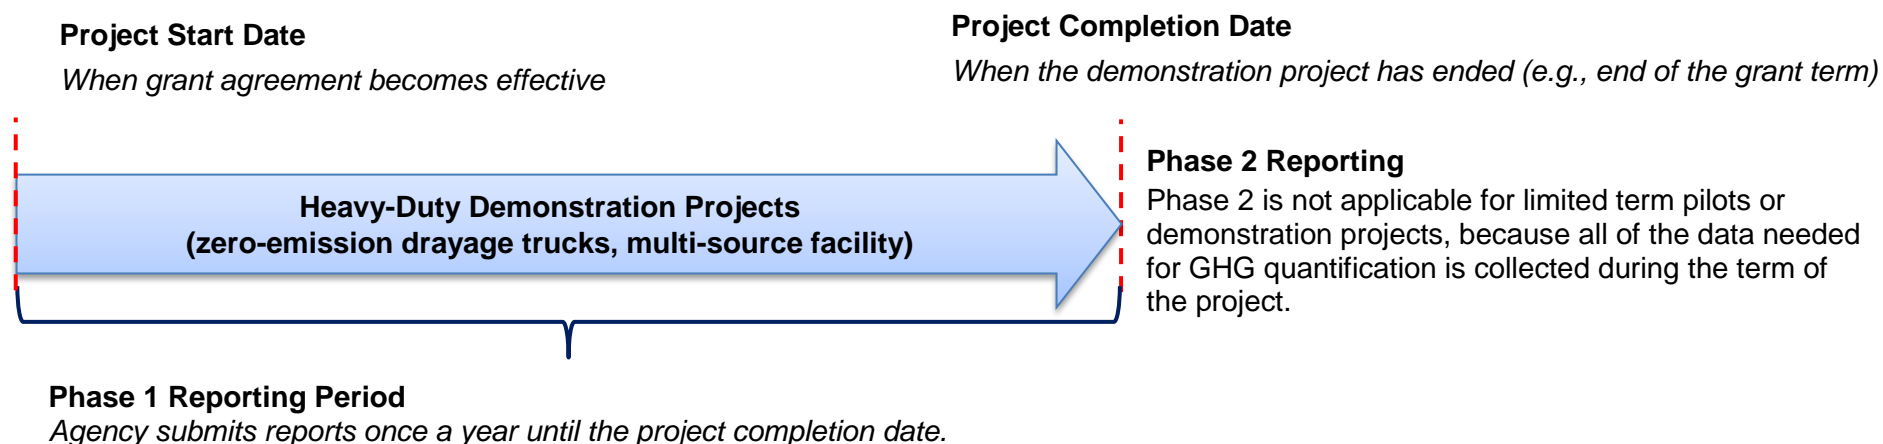 Project Start Date
When grant agreement becomes effective
Project Completion Date
When the demonstration project has ended (e.g., end of the grant term)
Heavy-Duty Demonstration Projects
(zero-emission drayage trucks, multi-source facility)
Phase 2 Reporting
Phase 2 is not applicable for limited term pilots or
demonstration projects, because all of the data needed
for GHG quantification is collected during the term of
the project.
Phase 1 Reporting Period
Agency submits reports once a year until the project completion date.